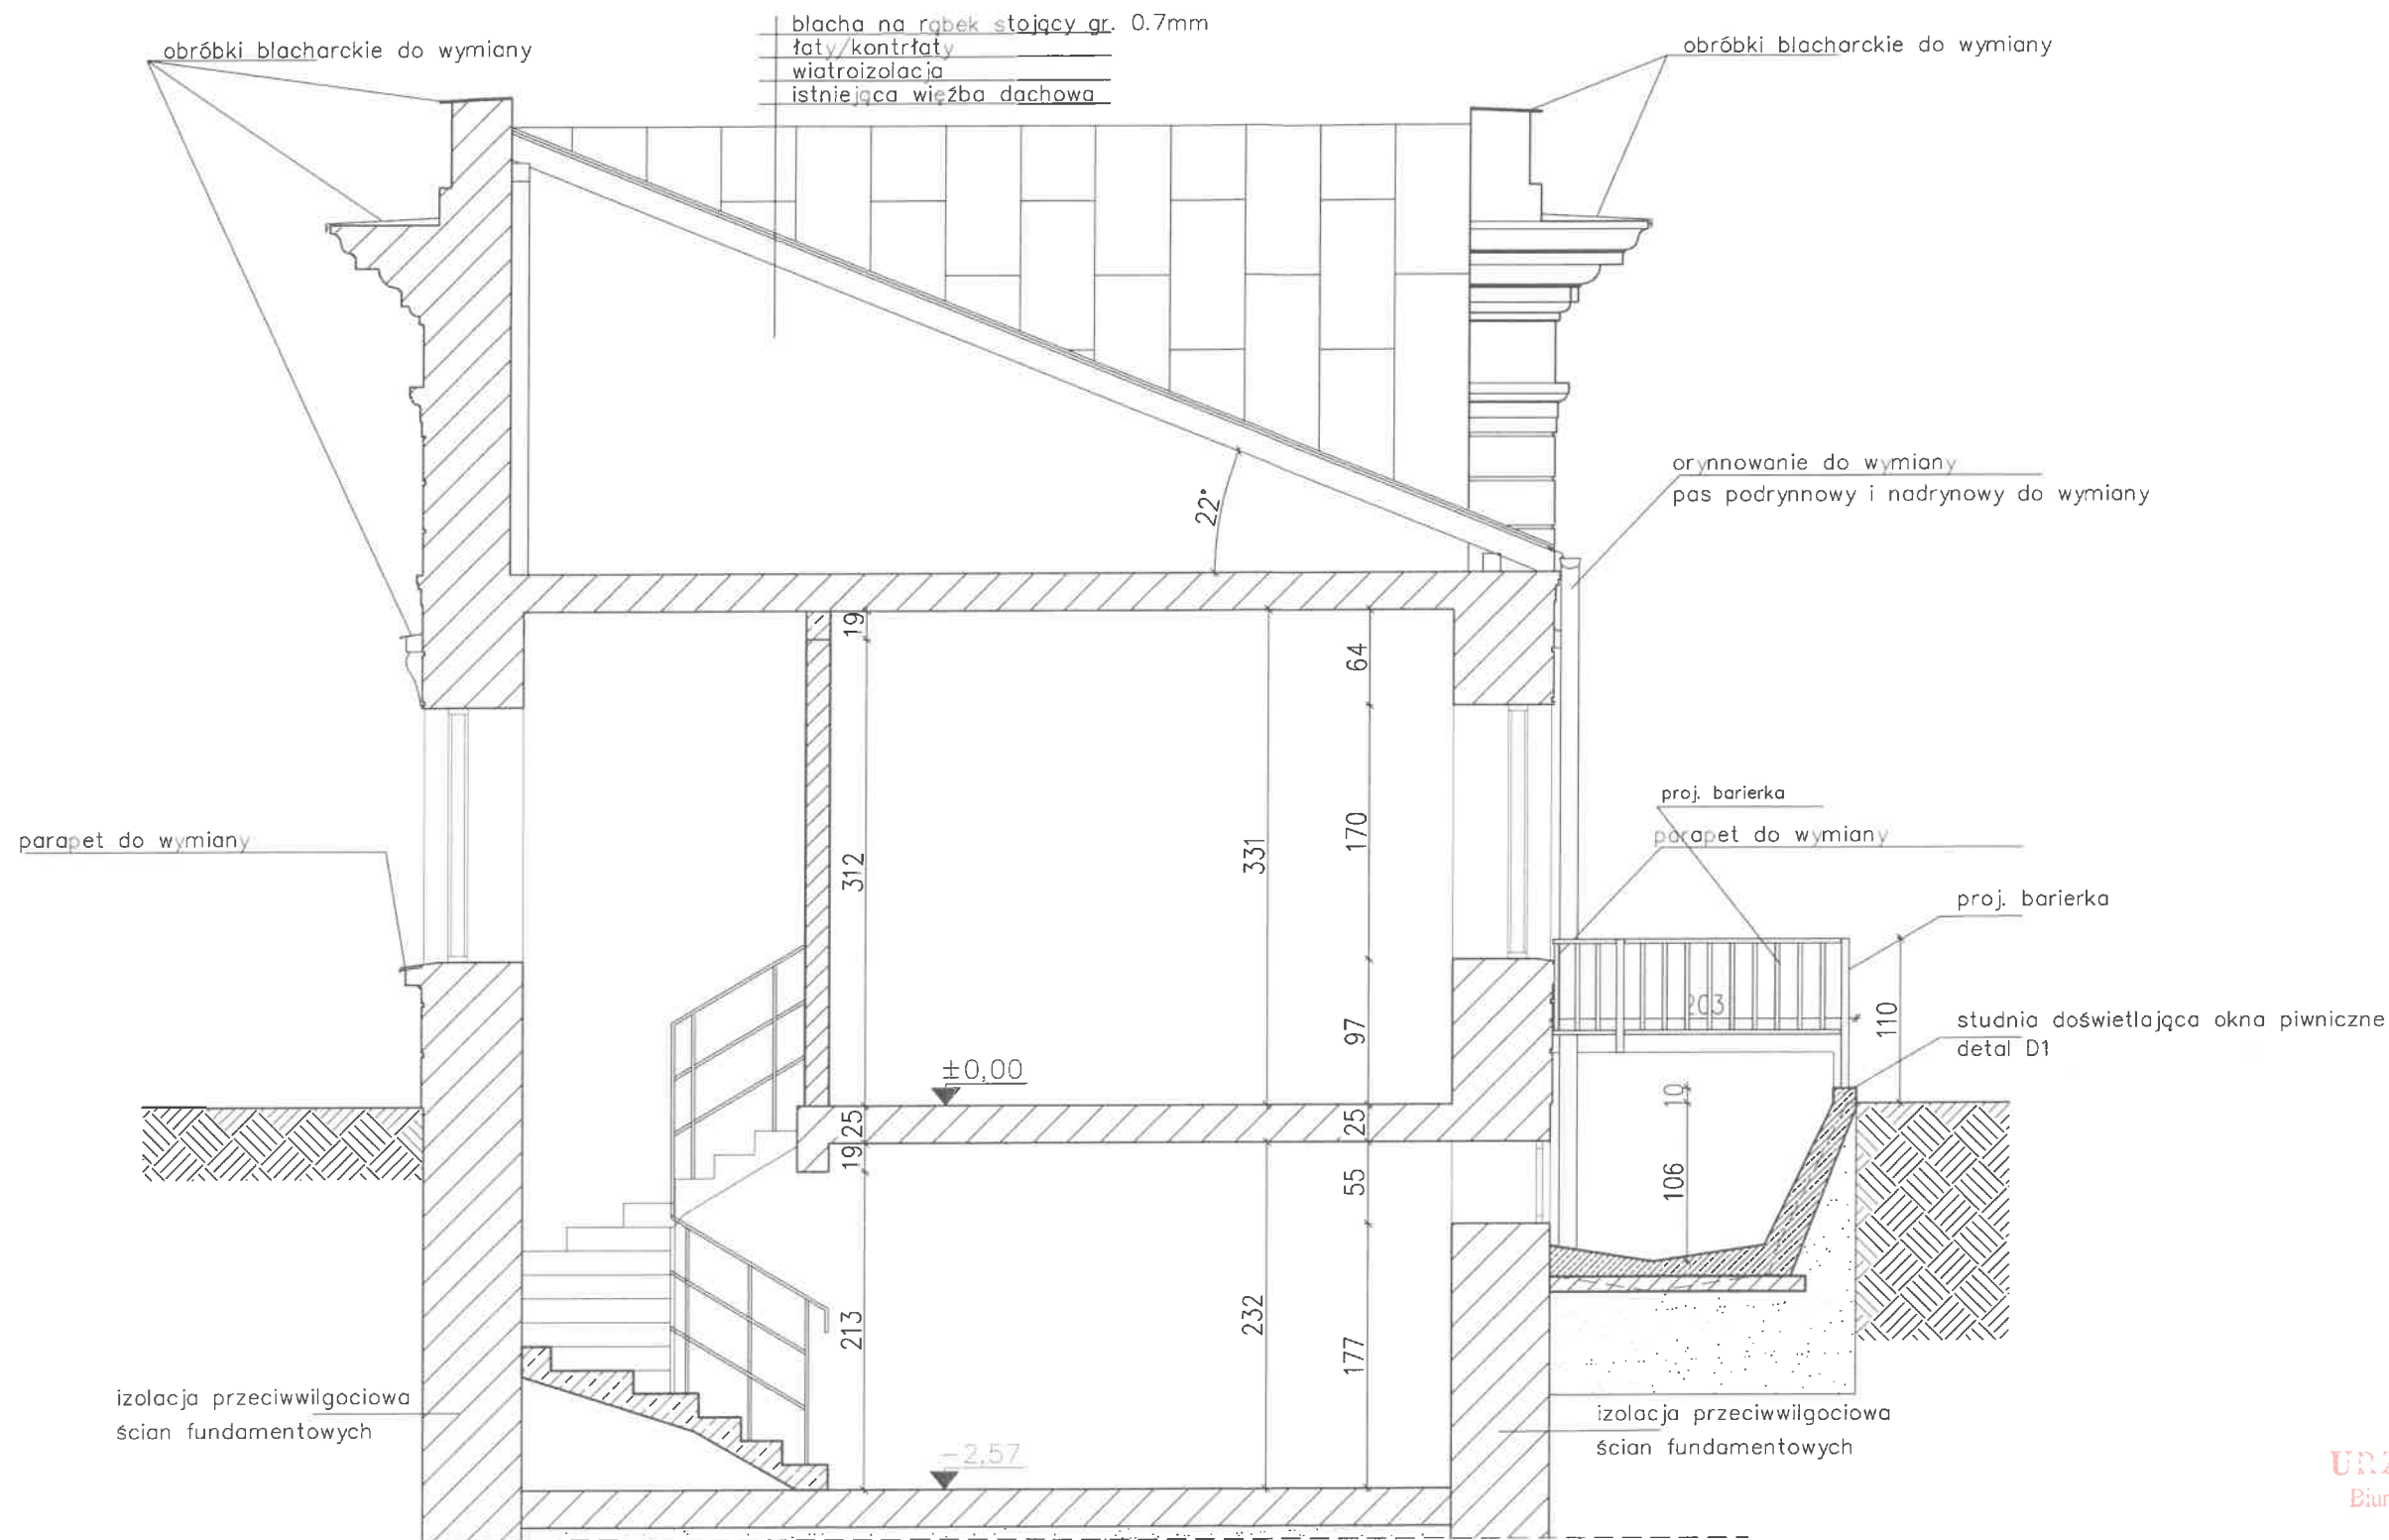 blacha na rąbek stojący gr. 0.7mm
łaty/kontrłaty
wiatroizolacja
istniejąca więźba dachowa
obróbki blacharckie do wymiany
obróbki blacharckie do wymiany
orynnowanie do wymiany
pas podrynnowy i nadrynowy do wymiany
22°
19
64
312
331
170
97
proj. barierka
parapet do wymiany
parapet do wymiany
proj. barierka
203
110
studnia doświetlająca okna piwniczne
detal D1
±0,00
10
25
19
25
55
106
213
232
177
izolacja przeciwwilgociowa
ścian fundamentowych
izolacja przeciwwilgociowa
ścian fundamentowych
-2,57